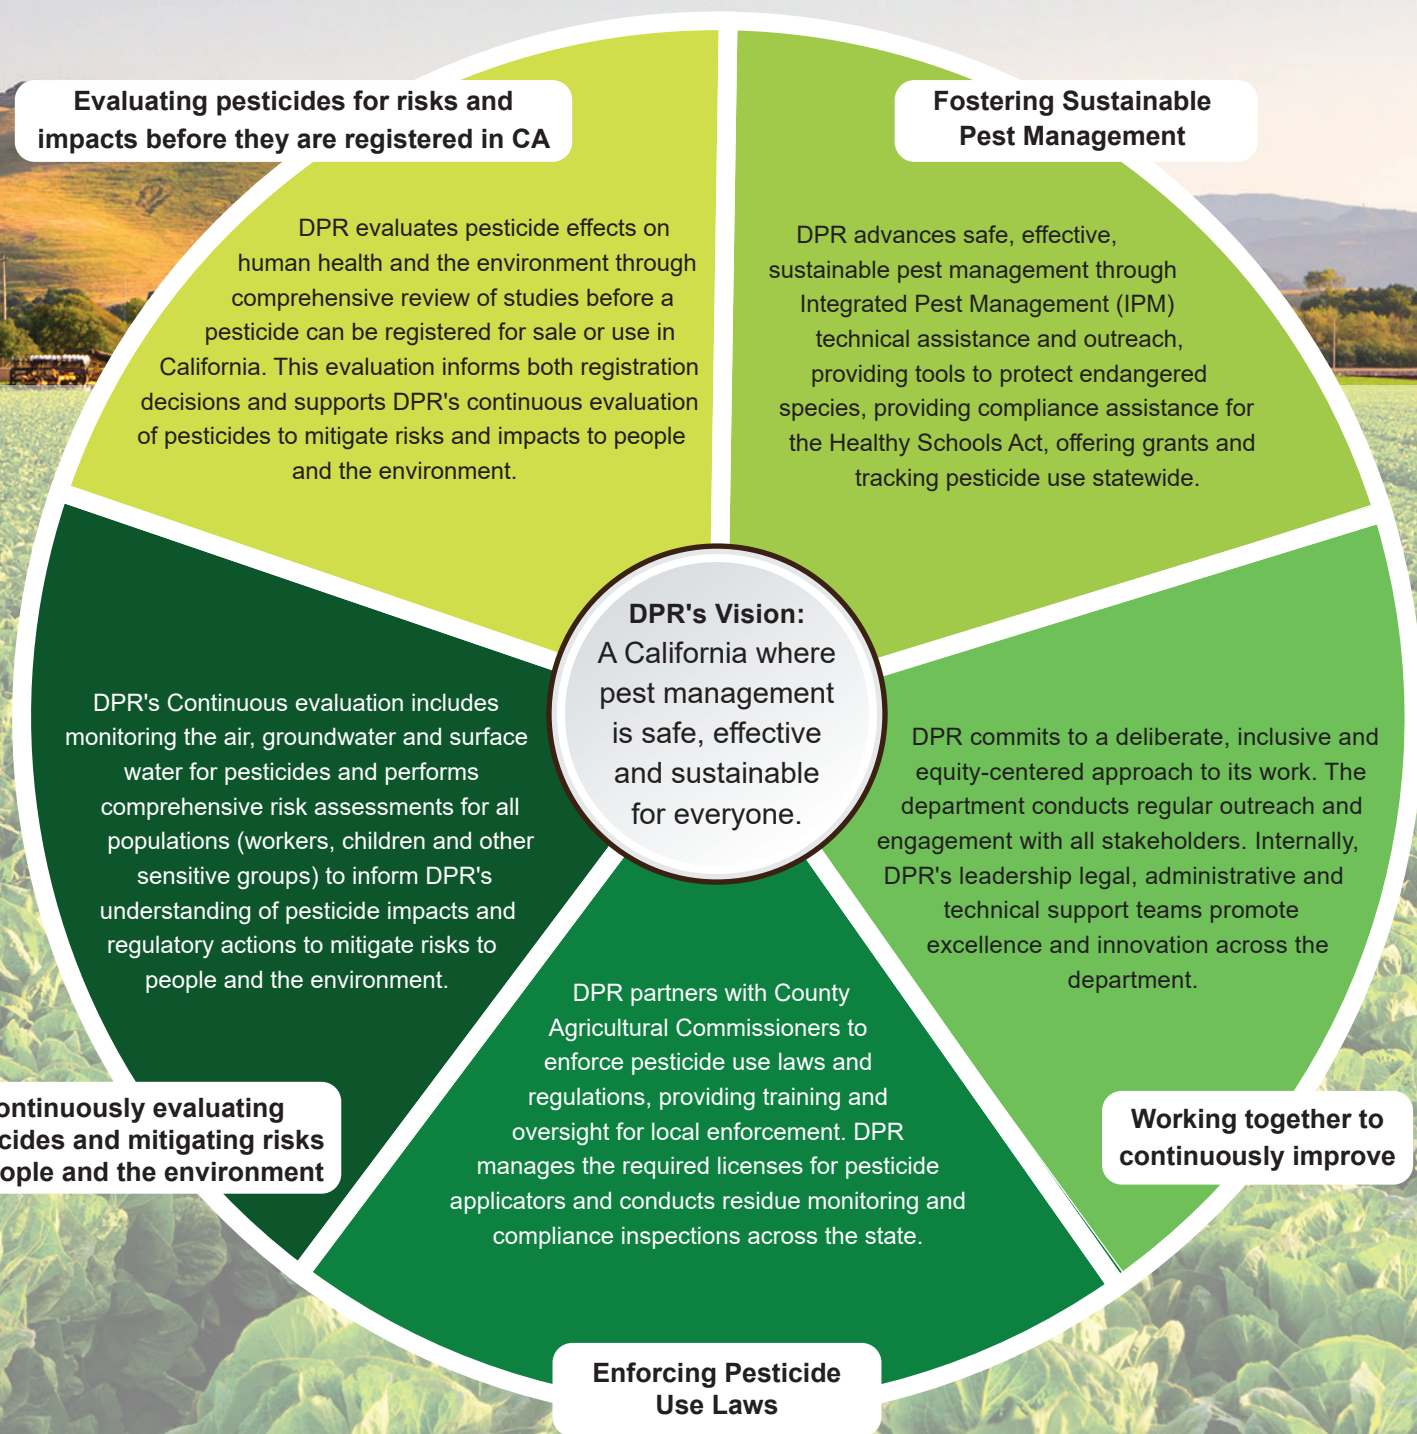 Evaluating pesticides for risks and
impacts before they are registered in CA
DPR evaluates pesticide effects on
human health and the environment through
comprehensive review of studies before a
pesticide can be registered for sale or use in
California. This evaluation informs both registration
decisions and supports DPR's continuous evaluation
of pesticides to mitigate risks and impacts to people
and the environment.
Fostering Sustainable
Pest Management
DPR advances safe, effective,
sustainable pest management through
Integrated Pest Management (IPM)
technical assistance and outreach,
providing tools to protect endangered
species, providing compliance assistance for
the Healthy Schools Act, offering grants and
tracking pesticide use statewide.
DPR's Vision:
A California where
pest management
is safe, effective
and sustainable
for everyone.
DPR's Continuous evaluation includes
monitoring the air, groundwater and surface
water for pesticides and performs
comprehensive risk assessments for all
populations (workers, children and other
sensitive groups) to inform DPR's
understanding of pesticide impacts and
regulatory actions to mitigate risks to
people and the environment.
evaluating
and mitigating risks
and the environment
DPR commits to a deliberate, inclusive and
equity-centered approach to its work. The
department conducts regular outreach and
engagement with all stakeholders. Internally,
DPR's leadership legal, administrative and
technical support teams promote
excellence and innovation across the
department.
Working together to
continuously improve
DPR partners with County
Agricultural Commissioners to
enforce pesticide use laws and
regulations, providing training and
oversight for local enforcement. DPR
manages the required licenses for pesticide
applicators and conducts residue monitoring and
compliance inspections across the state.
Enforcing Pesticide
Use Laws